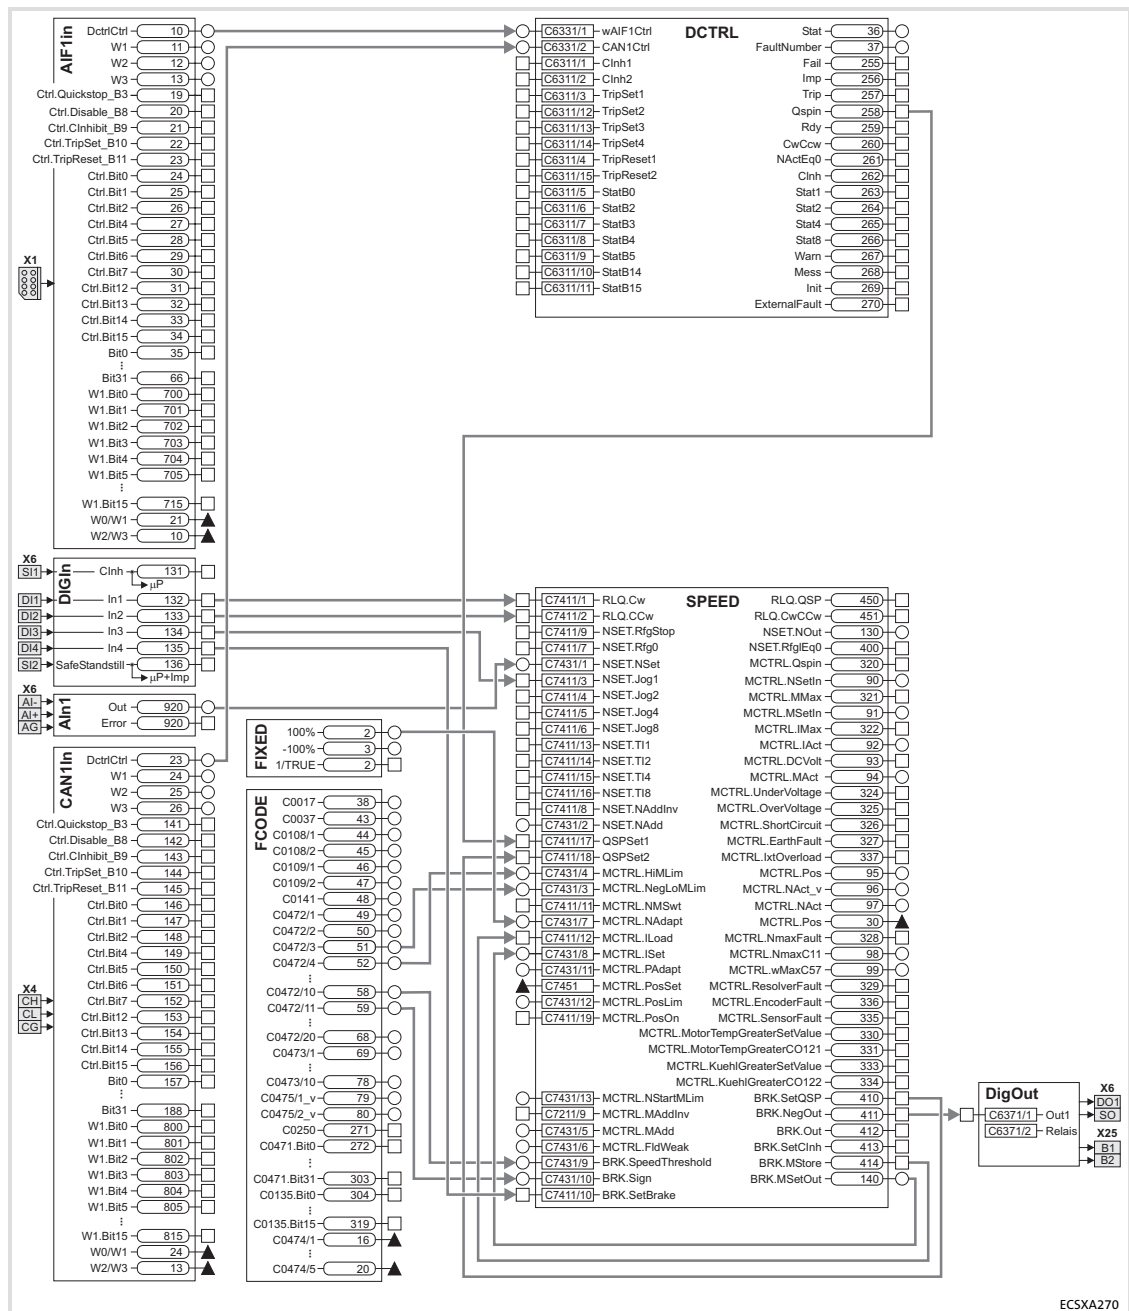 AIF1in
DctrlCtrl 10
W1 11
W2 12
W3 13
Ctrl.Quickstop_B3 19
Ctrl.Disable_B8 20
Ctrl.CInhibit_B9 21
Ctrl.TripSet_B10 22
Ctrl.TripReset_B11 23
Ctrl.Bit0 24
Ctrl.Bit1 25
Ctrl.Bit2 26
Ctrl.Bit4 27
Ctrl.Bit5 28
Ctrl.Bit6 29
Ctrl.Bit7 30
Ctrl.Bit12 31
Ctrl.Bit13 32
Ctrl.Bit14 33
Ctrl.Bit15 34
Bit0 35
...
Bit31 66
W1.Bit0 700
W1.Bit1 701
W1.Bit2 702
W1.Bit3 703
W1.Bit4 704
W1.Bit5 705
...
W1.Bit15 715
W0/W1 21
W2/W3 10
X1
DCTRL
C6331/1 wAIF1Ctrl
C6331/2 CAN1Ctrl
C6311/1 CInh1
C6311/2 CInh2
C6311/3 TripSet1
C6311/12 TripSet2
C6311/13 TripSet3
C6311/14 TripSet4
C6311/4 TripReset1
C6311/15 TripReset2
C6311/5 StatB0
C6311/6 StatB2
C6311/7 StatB3
C6311/8 StatB4
C6311/9 StatB5
C6311/10 StatB14
C6311/11 StatB15
Stat 36
FaultNumber 37
Fail 255
Imp 256
Trip 257
Qspin 258
Rdy 259
CwCcw 260
NActEq0 261
CInh 262
Stat1 263
Stat2 264
Stat4 265
Stat8 266
Warn 267
Mess 268
Init 269
ExternalFault 270
X6
DIGIn
SI1 CInh 131
µP
DI1 In1 132
DI2 In2 133
DI3 In3 134
DI4 In4 135
SI2 SafeStandstill 136
µP+Imp
X6
AIn1
AI-
AI+
AG
Out 920
Error 920
CAN1In
DctrlCtrl 23
W1 24
W2 25
W3 26
Ctrl.Quickstop_B3 141
Ctrl.Disable_B8 142
Ctrl.CInhibit_B9 143
Ctrl.TripSet_B10 144
Ctrl.TripReset_B11 145
Ctrl.Bit0 146
Ctrl.Bit1 147
Ctrl.Bit2 148
Ctrl.Bit4 149
Ctrl.Bit5 150
Ctrl.Bit6 151
Ctrl.Bit7 152
Ctrl.Bit12 153
Ctrl.Bit13 154
Ctrl.Bit14 155
Ctrl.Bit15 156
Bit0 157
...
Bit31 188
W1.Bit0 800
W1.Bit1 801
W1.Bit2 802
W1.Bit3 803
W1.Bit4 804
W1.Bit5 805
...
W1.Bit15 815
W0/W1 24
W2/W3 13
X4
CH
CL
CG
FIXED
100% 2
-100% 3
1/TRUE 2
FCODE
C0017 38
C0037 43
C0108/1 44
C0108/2 45
C0109/1 46
C0109/2 47
C0141 48
C0472/1 49
C0472/2 50
C0472/3 51
C0472/4 52
...
C0472/10 58
C0472/11 59
...
C0472/20 68
C0473/1 69
...
C0473/10 78
C0475/1_v 79
C0475/2_v 80
C0250 271
C0471.Bit0 272
...
C0471.Bit31 303
C0135.Bit0 304
...
C0135.Bit15 319
C0474/1 16
...
C0474/5 20
SPEED
C7411/1 RLQ.Cw
C7411/2 RLQ.CCw
C7411/9 NSET.RfgStop
C7411/7 NSET.Rfg0
C7431/1 NSET.NSet
C7411/3 NSET.Jog1
C7411/4 NSET.Jog2
C7411/5 NSET.Jog4
C7411/6 NSET.Jog8
C7411/13 NSET.TI1
C7411/14 NSET.TI2
C7411/15 NSET.TI4
C7411/16 NSET.TI8
C7411/8 NSET.NAddInv
C7431/2 NSET.NAdd
C7411/17 QSPSet1
C7411/18 QSPSet2
C7431/4 MCTRL.HiMLim
C7431/3 MCTRL.NegLoMLim
C7411/11 MCTRL.NMSwt
C7431/7 MCTRL.NAdapt
C7411/12 MCTRL.ILoad
C7431/8 MCTRL.ISet
C7431/11 MCTRL.PAdapt
C7451 MCTRL.PosSet
C7431/12 MCTRL.PosLim
C7411/19 MCTRL.PosOn
C7431/13 MCTRL.NStartMLim
C7211/9 MCTRL.MAddInv
C7431/5 MCTRL.MAdd
C7431/6 MCTRL.FldWeak
C7431/9 BRK.SpeedThreshold
C7431/10 BRK.Sign
C7411/10 BRK.SetBrake
RLQ.QSP 450
RLQ.CwCCw 451
NSET.NOut 130
NSET.RfgIEq0 400
MCTRL.Qspin 320
MCTRL.NSetIn 90
MCTRL.MMax 321
MCTRL.MSetIn 91
MCTRL.IMax 322
MCTRL.IAct 92
MCTRL.DCVolt 93
MCTRL.MAct 94
MCTRL.UnderVoltage 324
MCTRL.OverVoltage 325
MCTRL.ShortCircuit 326
MCTRL.EarthFault 327
MCTRL.IxtOverload 337
MCTRL.Pos 95
MCTRL.NAct_v 96
MCTRL.NAct 97
MCTRL.Pos 30
MCTRL.NmaxFault 328
MCTRL.NmaxC11 98
MCTRL.wMaxC57 99
MCTRL.ResolverFault 329
MCTRL.EncoderFault 336
MCTRL.SensorFault 335
MCTRL.MotorTempGreaterSetValue 330
MCTRL.MotorTempGreaterCO121 331
MCTRL.KuehlGreaterSetValue 333
MCTRL.KuehlGreaterCO122 334
BRK.SetQSP 410
BRK.NegOut 411
BRK.Out 412
BRK.SetCInh 413
BRK.MStore 414
BRK.MSetOut 140
DigOut
C6371/1 Out1
C6371/2 Relais
X6
DO1
SO
X25
B1
B2
ECSXA270